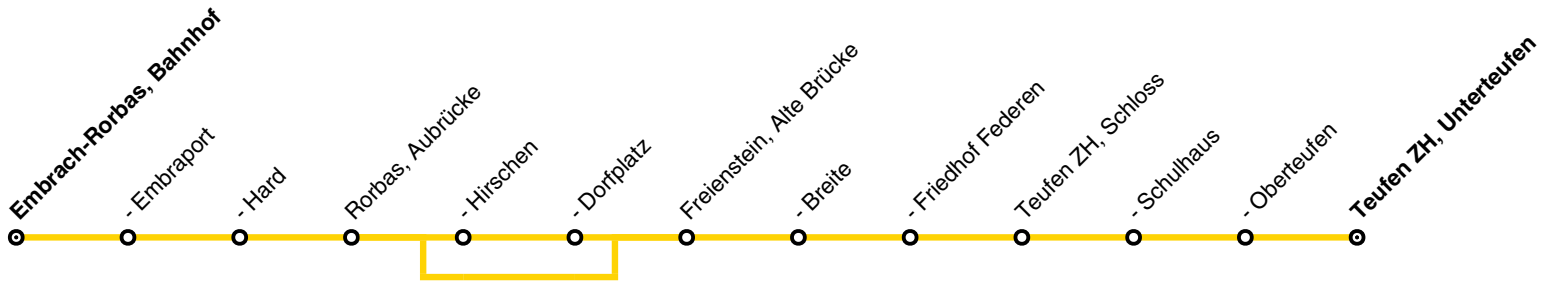 Embrach-Rorbas, Bahnhof
- Embraport
- Hard
Rorbas, Aubrücke
- Hirschen
- Dorfplatz
Freienstein, Alte Brücke
- Breite
- Friedhof Federen
Teufen ZH, Schloss
- Schulhaus
- Oberteufen
Teufen ZH, Unterteufen